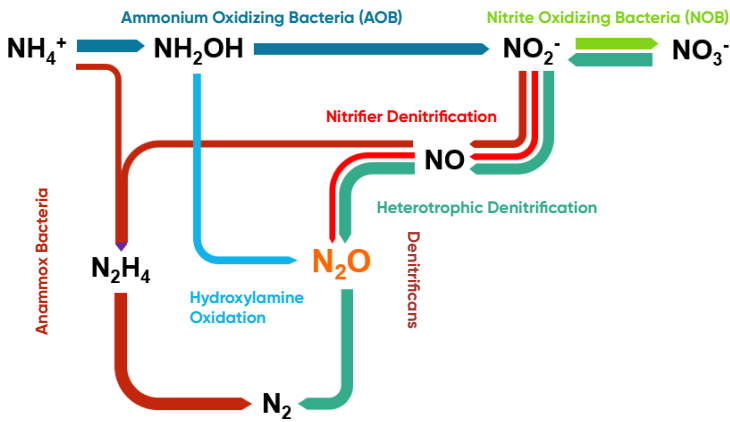 Ammonium Oxidizing Bacteria (AOB)
Nitrite Oxidizing Bacteria (NOB)
NH₄⁺
NH₂OH
NO₂⁻
NO₃⁻
Nitrifier Denitrification
NO
Heterotrophic Denitrification
Anammox Bacteria
Denitrificans
N₂H₄
N₂O
Hydroxylamine
Oxidation
N₂